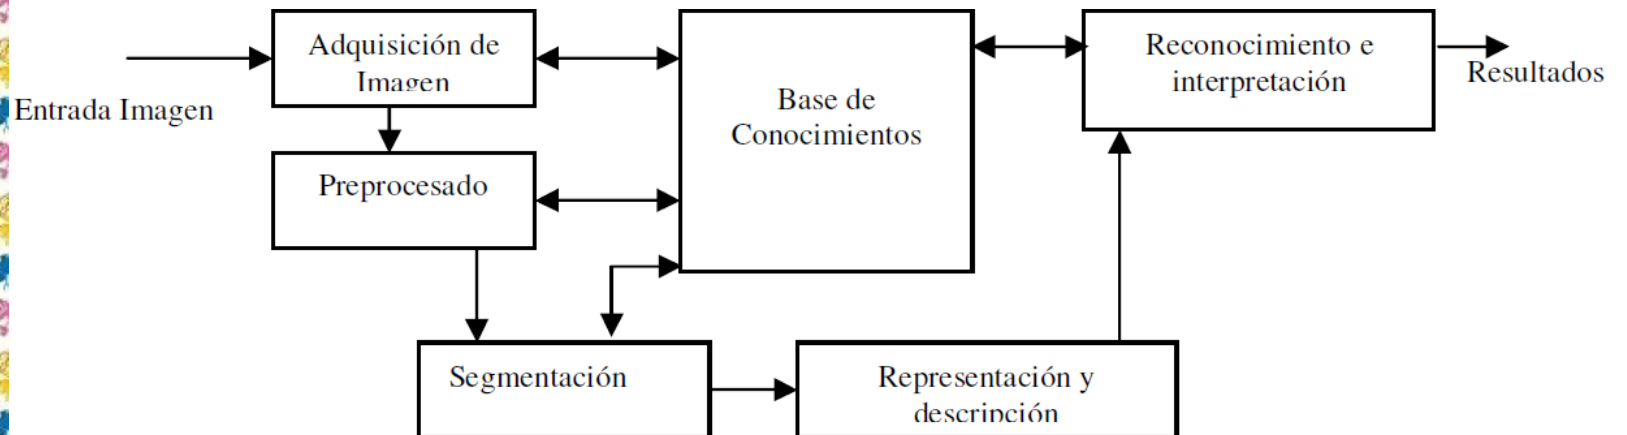 Entrada Imagen
Adquisición de
Imagen
Preprocesado
Base de
Conocimientos
Segmentación
Representación y
descripción
Reconocimiento e
interpretación
Resultados